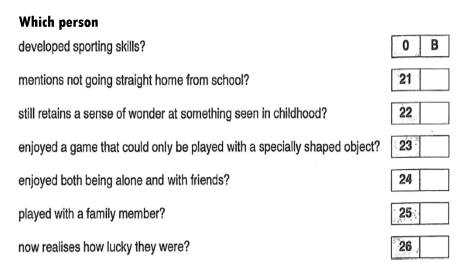 Which person
developed sporting skills? 0 B
mentions not going straight home from school? 21
still retains a sense of wonder at something seen in childhood? 22
enjoyed a game that could only be played with a specially shaped object? 23
enjoyed both being alone and with friends? 24
played with a family member? 25
now realises how lucky they were? 26